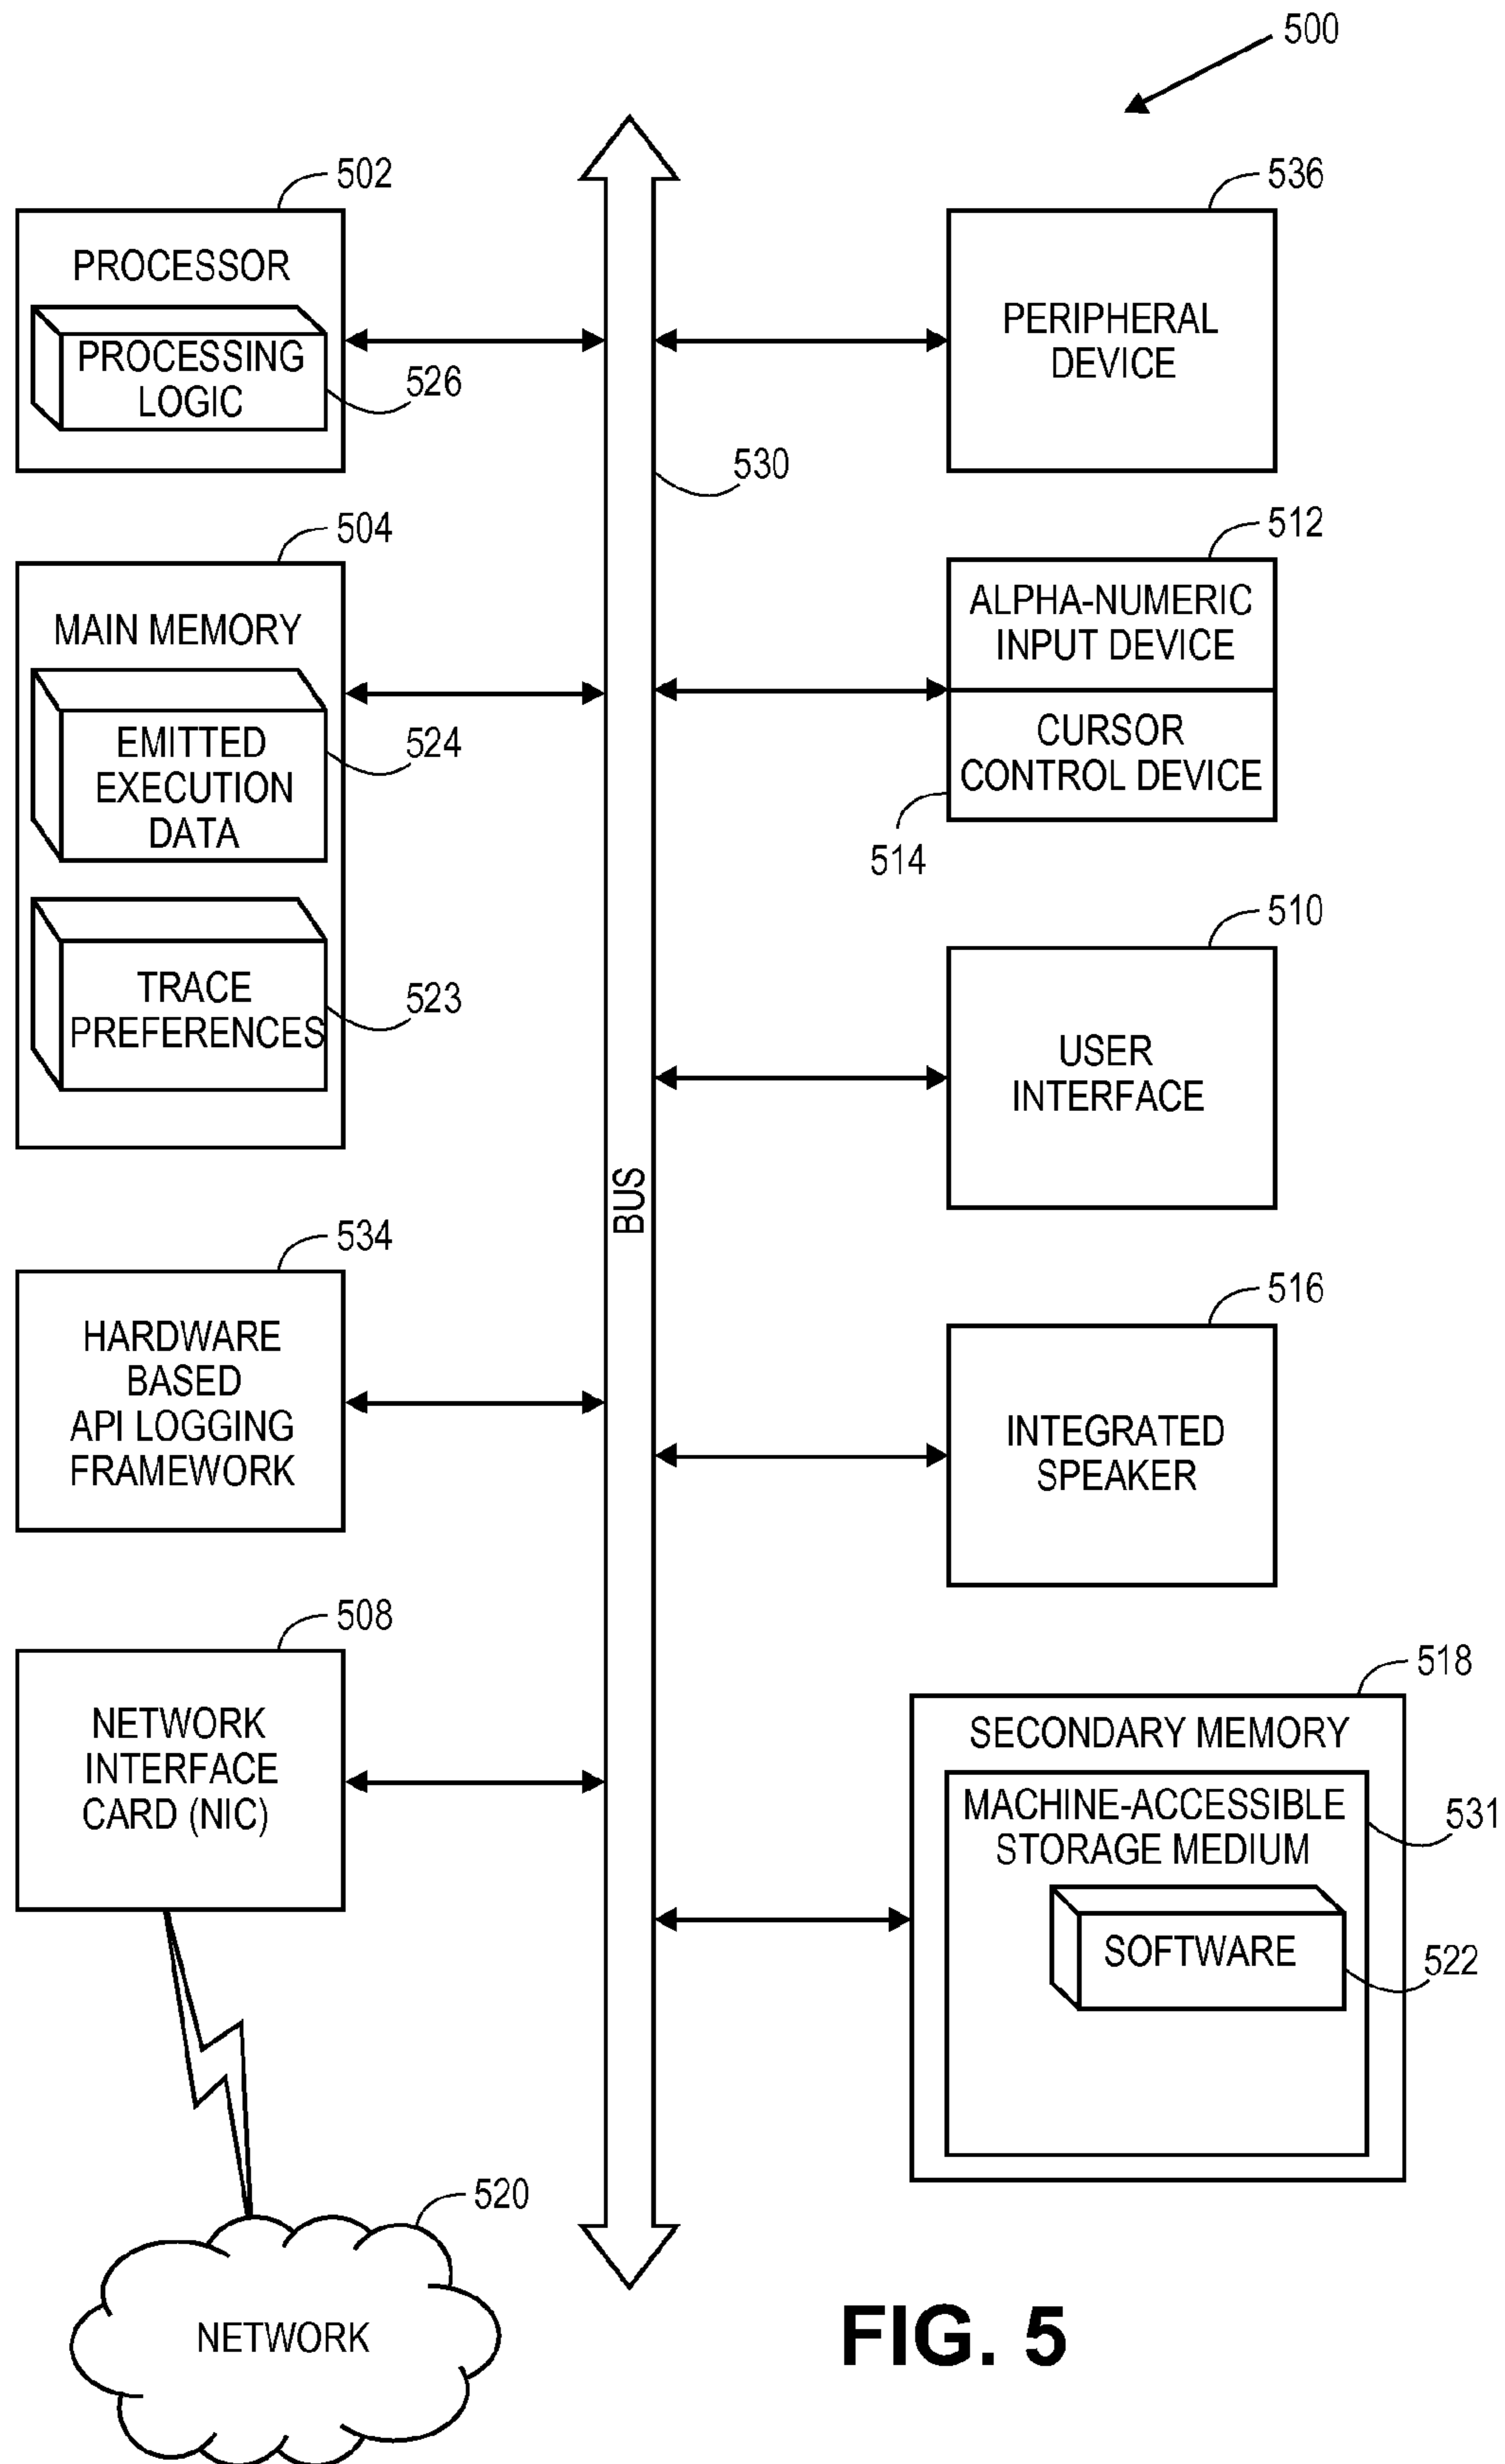 500
502
PROCESSOR
PROCESSING
LOGIC
526
536
PERIPHERAL
DEVICE
530
504
MAIN MEMORY
EMITTED
EXECUTION
DATA
524
TRACE
PREFERENCES
523
512
ALPHA-NUMERIC
INPUT DEVICE
CURSOR
CONTROL DEVICE
514
510
USER
INTERFACE
BUS
534
HARDWARE
BASED
API LOGGING
FRAMEWORK
516
INTEGRATED
SPEAKER
508
NETWORK
INTERFACE
CARD (NIC)
518
SECONDARY MEMORY
MACHINE-ACCESSIBLE
STORAGE MEDIUM
531
SOFTWARE
522
520
NETWORK
FIG. 5